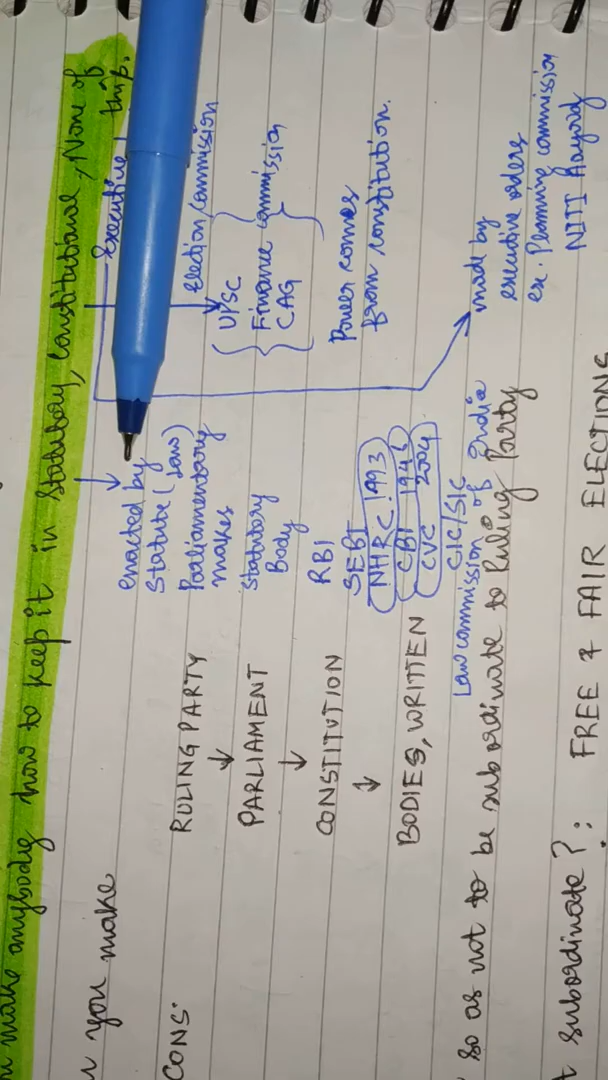 make anybody how to keep it in Statutory, Constitutional, None of
this.
you make
Executive
enacted by
Statute (Law)
Parliamentary
makes
Statutory
Body
RBI
SEBI
NHRC 1993
CBI 1946
CVC 2004
CIC/SIC
Law commission of India
Election commission
UPSC
Finance commission
CAG
Power comes
from constitution.
made by
executive orders
ex. Planning commission
NITI Aayog
CONS:
RULING PARTY
↓
PARLIAMENT
↓
CONSTITUTION
↓
BODIES, WRITTEN
so as not to be subordinate to Ruling Party
subordinate?: FREE & FAIR ELECTIONS